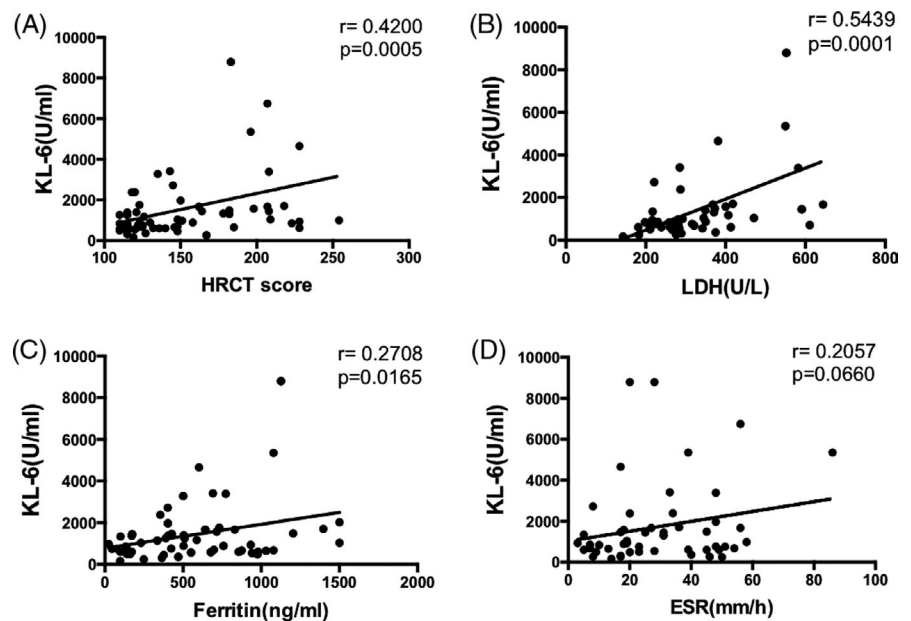 (A)
r= 0.4200
p=0.0005
KL-6(U/ml)
10000
8000
6000
4000
2000
0
100 150 200 250 300
HRCT score
(B)
r= 0.5439
p=0.0001
KL-6(U/ml)
10000
8000
6000
4000
2000
0
0 200 400 600 800
LDH(U/L)
(C)
r= 0.2708
p=0.0165
KL-6(U/ml)
10000
8000
6000
4000
2000
0
0 500 1000 1500 2000
Ferritin(ng/ml)
(D)
r= 0.2057
p=0.0660
KL-6(U/ml)
10000
8000
6000
4000
2000
0
0 20 40 60 80 100
ESR(mm/h)